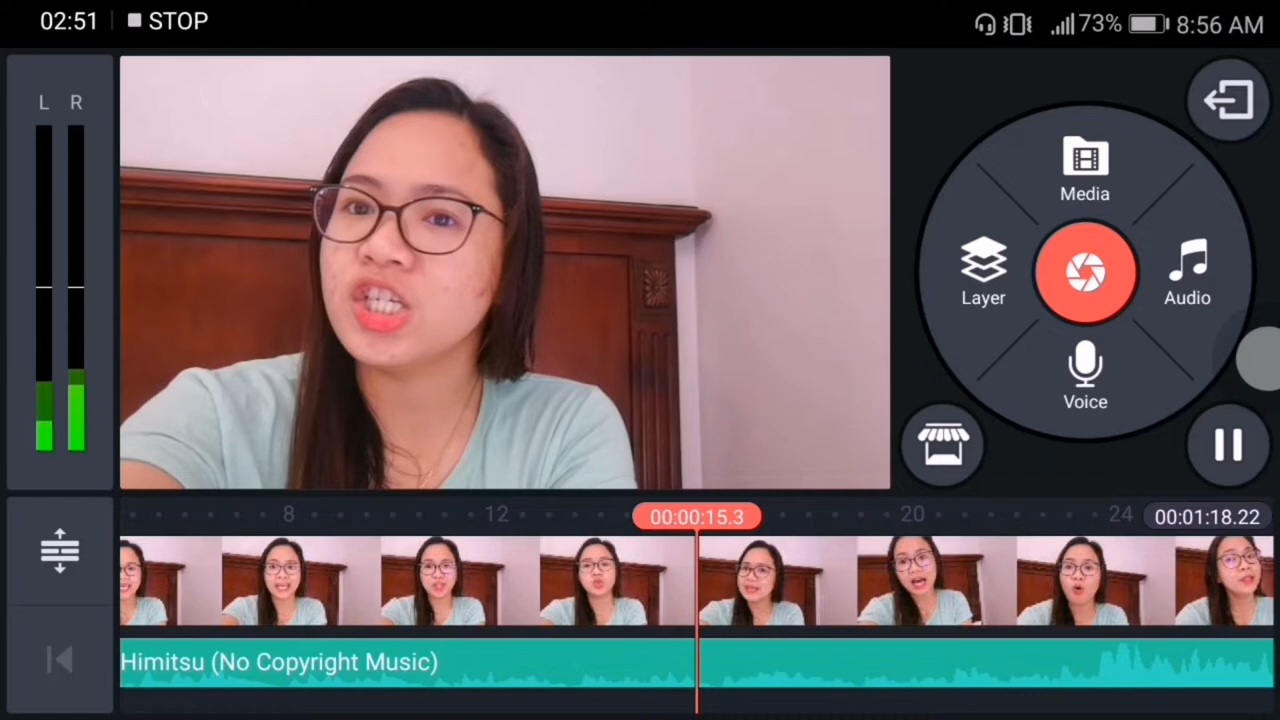 02:51 STOP 73% 8:56 AM
L R
Media
Layer
Audio
Voice
8 12 00:00:15.3 20 24 00:01:18.22
Himitsu (No Copyright Music)